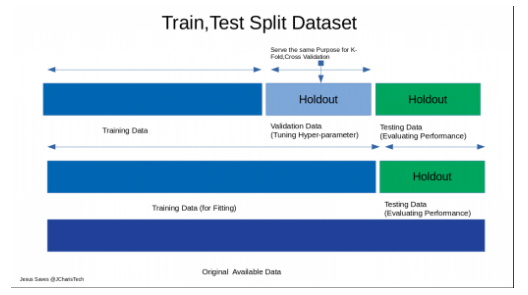 Train,Test Split Dataset
Serve the same Purpose for K-
Fold,Cross Validation
Holdout
Holdout
Training Data
Validation Data
(Tuning Hyper-parameter)
Testing Data
(Evaluating Performance)
Holdout
Training Data (for Fitting)
Testing Data
(Evaluating Performance)
Original Available Data
Jesus Saves @JCharisTech